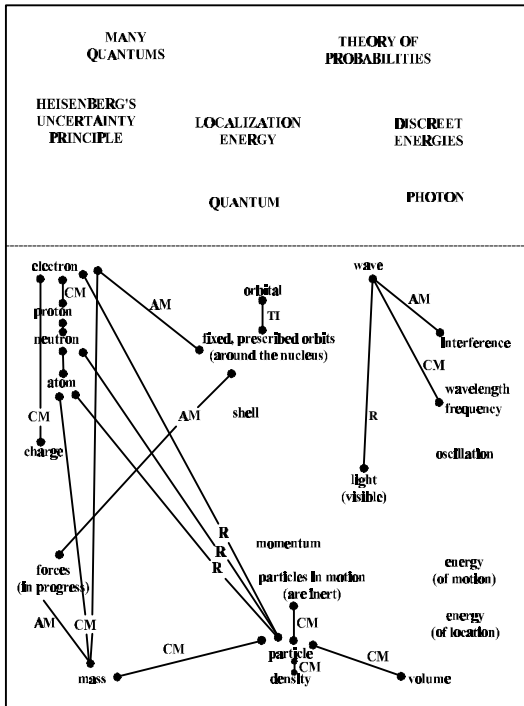 MANY
QUANTUMS
THEORY OF
PROBABILITIES
HEISENBERG'S
UNCERTAINTY
PRINCIPLE
LOCALIZATION
ENERGY
DISCREET
ENERGIES
QUANTUM
PHOTON
electron
CM
proton
neutron
atom
CM
charge
AM
orbital
TI
fixed, prescribed orbits
(around the nucleus)
AM
shell
wave
AM
interference
CM
wavelength
frequency
R
oscillation
light
(visible)
R
R
R
momentum
forces
(in progress)
particles in motion
(are inert)
energy
(of motion)
AM
CM
CM
energy
(of location)
mass
CM
particle
CM
density
CM
volume